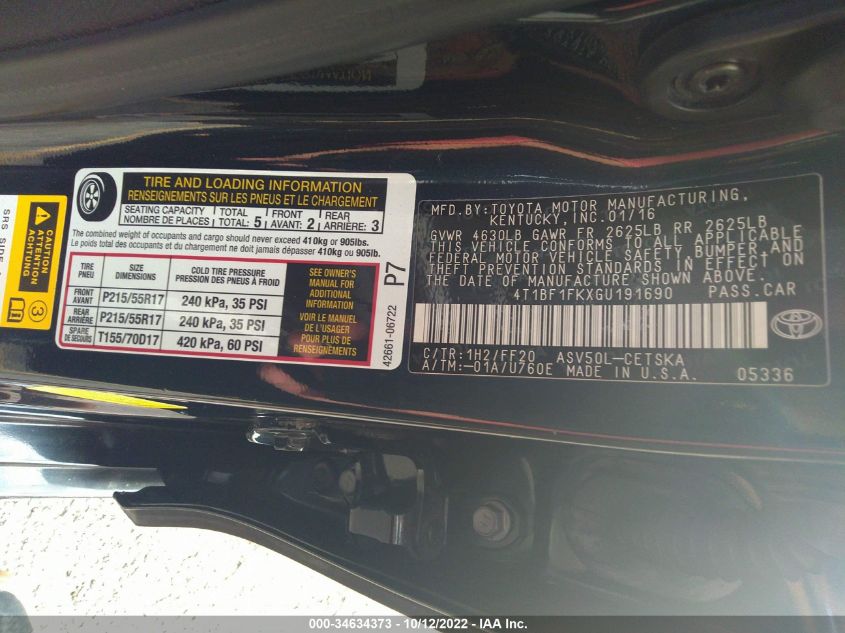 TIRE AND LOADING INFORMATION
RENSEIGNEMENTS SUR LES PNEUS ET LE CHARGEMENT
SEATING CAPACITY TOTAL 5 FRONT 2 REAR 3
NOMBRE DE PLACES TOTAL: AVANT: ARRIÈRE:
The combined weight of occupants and cargo should never exceed 410kg or 905lbs.
Le poids total des occupants et du chargement ne doit jamais dépasser 410kg ou 905lbs.
TIRE SIZE COLD TIRE PRESSURE
PNEU DIMENSIONS PRESSION DES PNEUS À FROID
FRONT AVANT P215/55R17 240 kPa, 35 PSI
REAR ARRIÈRE P215/55R17 240 kPa, 35 PSI
SPARE DE SECOURS T155/70D17 420 kPa, 60 PSI
SEE OWNER'S
MANUAL FOR
ADDITIONAL
INFORMATION
VOIR LE MANUEL
DE L'USAGER
POUR PLUS DE
RENSEIGNEMENTS
P7
42661-06722
CAUTION
ATTENTION
ACHTUNG
3
SRS SIDE
MFD.BY:TOYOTA MOTOR MANUFACTURING,
KENTUCKY, INC.01/16
GVWR 4630LB GAWR FR 2625LB RR 2625LB
THIS VEHICLE CONFORMS TO ALL APPLICABLE
FEDERAL MOTOR VEHICLE SAFETY, BUMPER AND
THEFT PREVENTION STANDARDS IN EFFECT ON
THE DATE OF MANUFACTURE SHOWN ABOVE.
4T1BF1FKXGU191690 PASS.CAR
C/TR:1H2/FF20 ASV50L-CETSKA
A/TM:-01A/U760E MADE IN U.S.A. 05336
TOYOTA
000-34634373 - 10/12/2022 - IAA Inc.